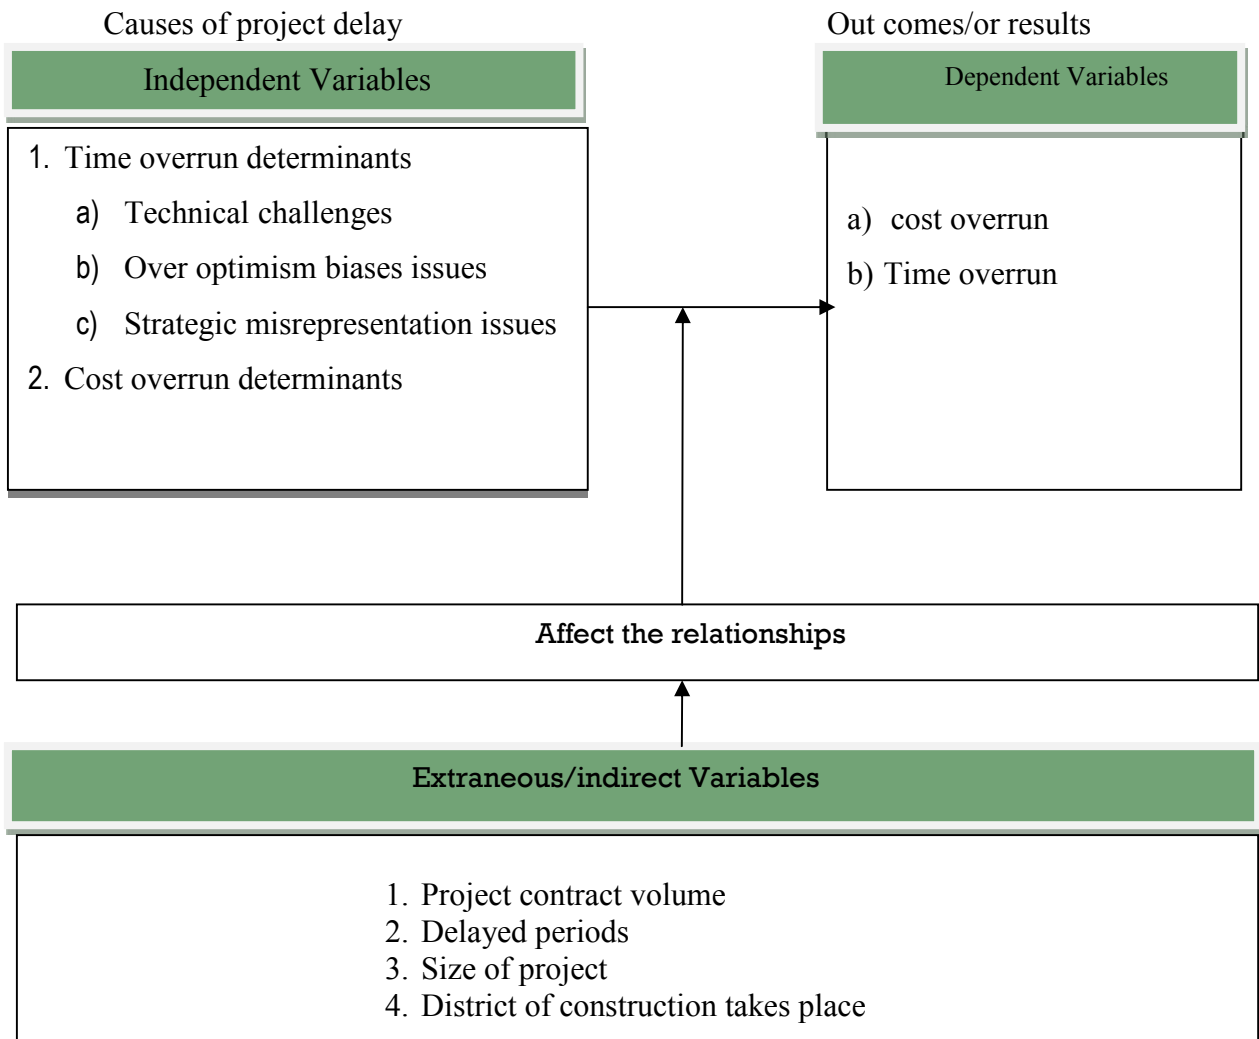 Causes of project delay
Out comes/or results
Independent Variables
Dependent Variables
1. Time overrun determinants
a) Technical challenges
b) Over optimism biases issues
c) Strategic misrepresentation issues
2. Cost overrun determinants
a) cost overrun
b) Time overrun
Affect the relationships
Extraneous/indirect Variables
1. Project contract volume
2. Delayed periods
3. Size of project
4. District of construction takes place